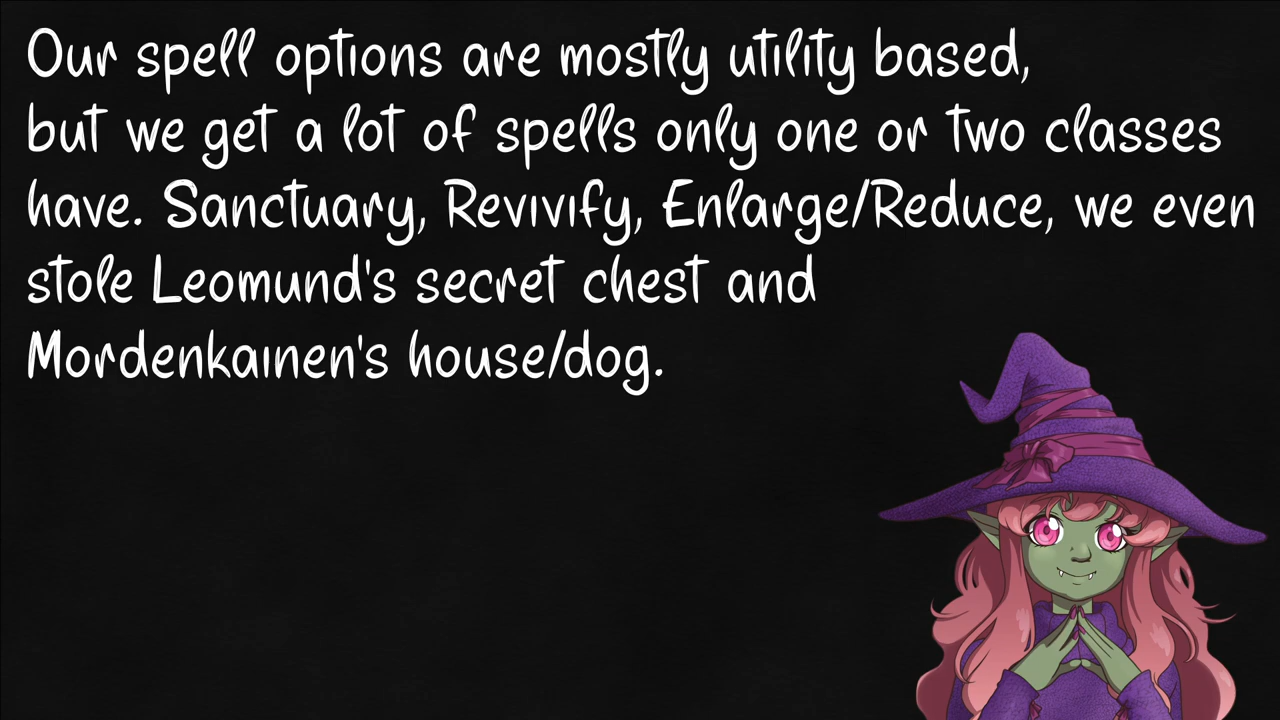 Our spell options are mostly utility based,
but we get a lot of spells only one or two classes
have. Sanctuary, Revivify, Enlarge/Reduce, we even
stole Leomund's secret chest and
Mordenkainen's house/dog.